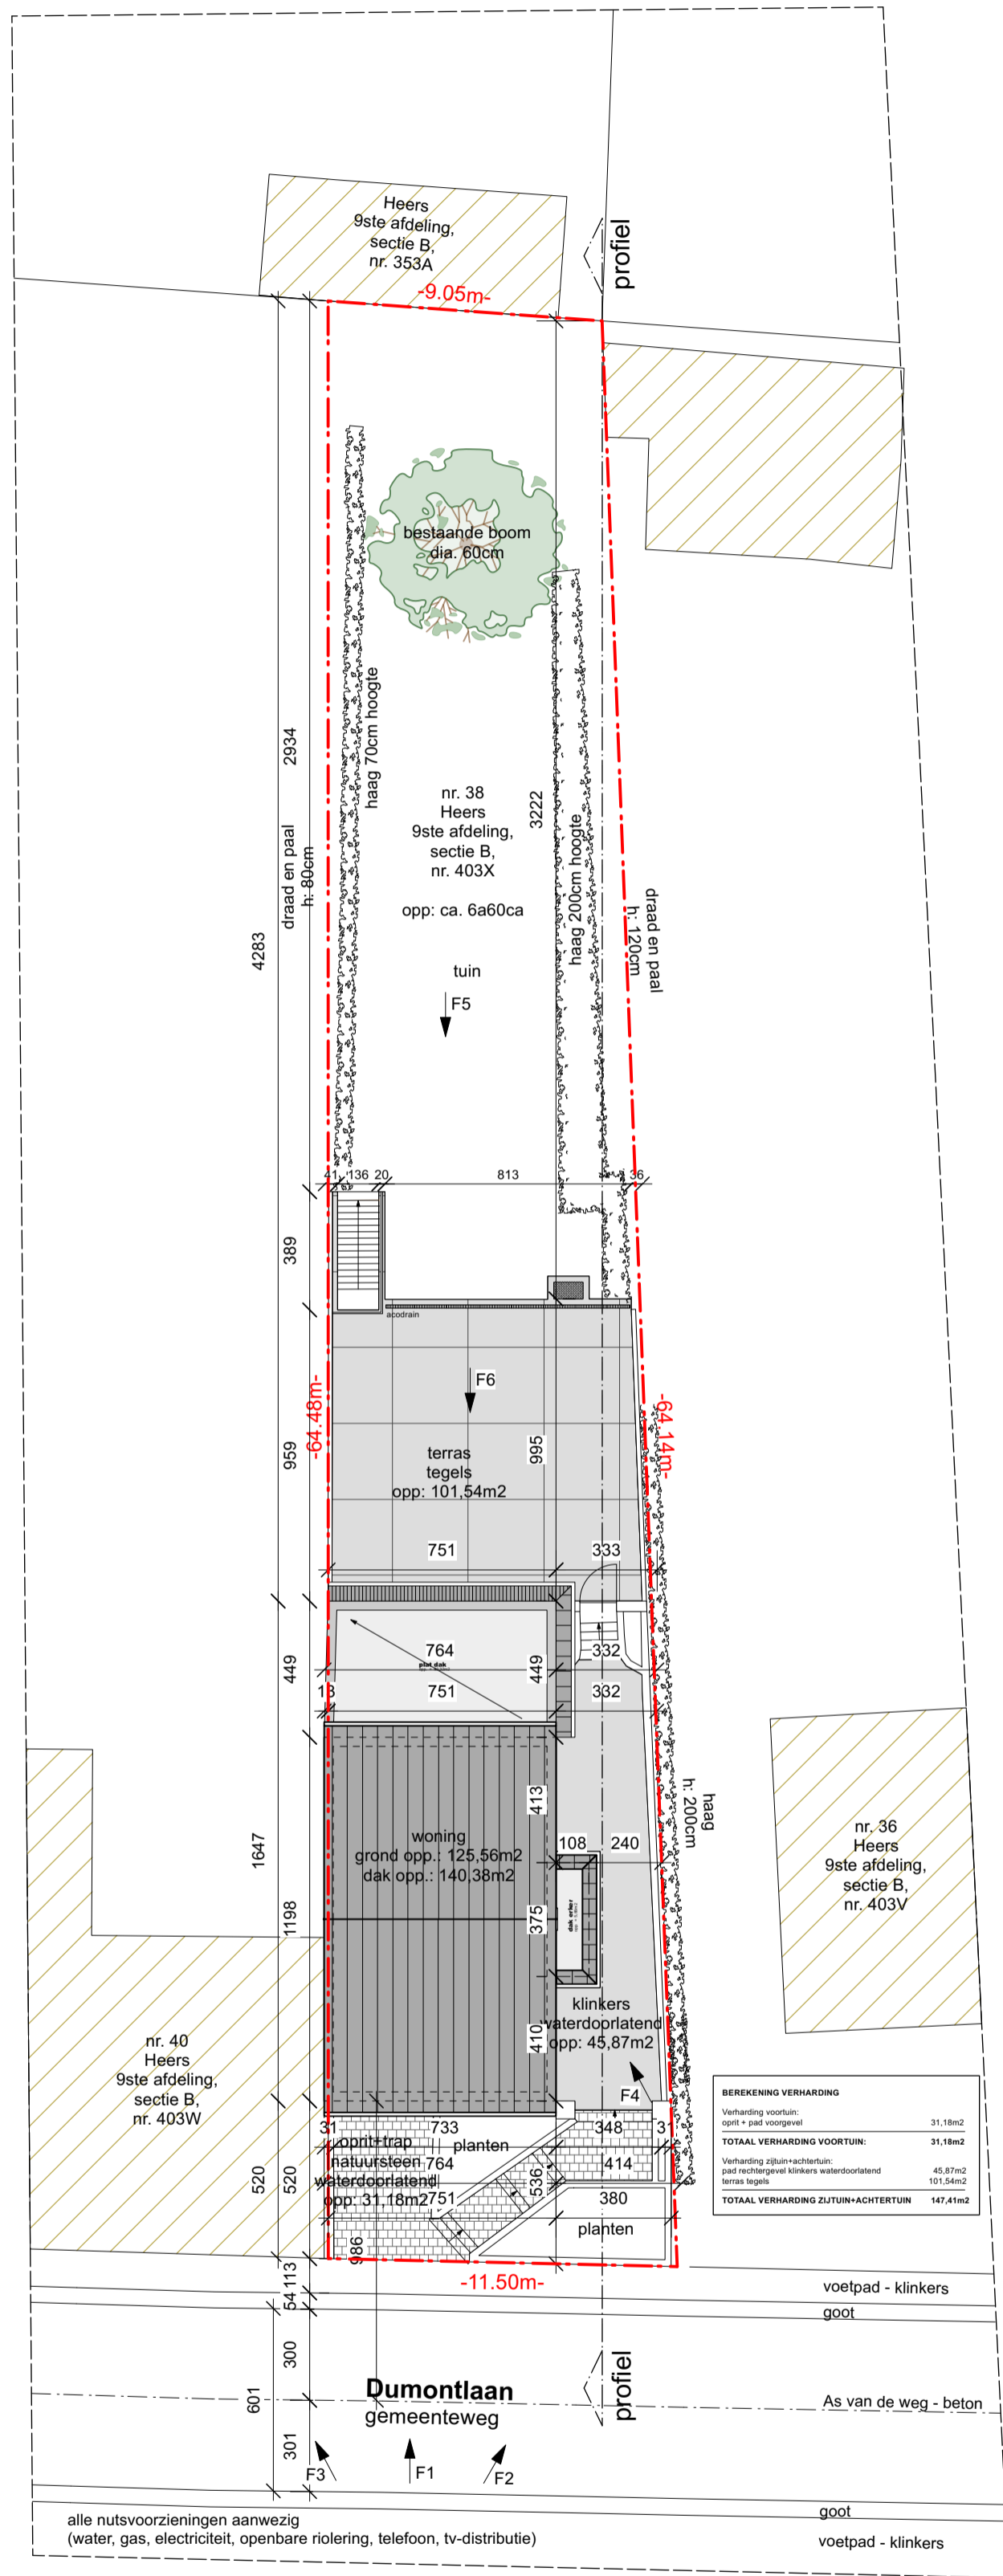 Heers
9ste afdeling,
sectie B,
nr. 353A
profiel
-9.05m-
bestaande boom
dia. 60cm
haag 70cm hoogte
2934
draad en paal
h: 80cm
4283
nr. 38
Heers
9ste afdeling,
sectie B,
nr. 403X
opp: ca. 6a60ca
tuin
F5
3222
haag 200cm hoogte
draad en paal
h: 120cm
41 136 20 813 36
389
acodrain
F6
-64.48m-
-64.14m-
959
terras
tegels
opp: 101,54m2
995
751 333
449
764 332
plat dak
449
13 751 332
haag
h: 200cm
1647
1198
woning
grond opp.: 125,56m2
dak opp.: 140,38m2
413
108 240
375
dak erker
410
klinkers
waterdoprlatend
opp: 45,87m2
F4
nr. 36
Heers
9ste afdeling,
sectie B,
nr. 403V
nr. 40
Heers
9ste afdeling,
sectie B,
nr. 403W
BEREKENING VERHARDING
Verharding voortuin:
oprit + pad voorgevel 31,18m2
TOTAAL VERHARDING VOORTUIN: 31,18m2
Verharding zijtuin+achtertuin:
pad rechtergevel klinkers waterdoorlatend 45,87m2
terras tegels 101,54m2
TOTAAL VERHARDING ZIJTUIN+ACHTERTUIN 147,41m2
31 733 348 31
oprit+trap
natuursteen
waterdoorlatend
opp: 31,18m2
planten
764 414
751 380
536
520
520
986
planten
-11.50m-
113
54
300
601
301
voetpad - klinkers
goot
Dumontlaan
gemeenteweg
profiel
As van de weg - beton
F3
F1
F2
goot
voetpad - klinkers
alle nutsvoorzieningen aanwezig
(water, gas, electriciteit, openbare riolering, telefoon, tv-distributie)